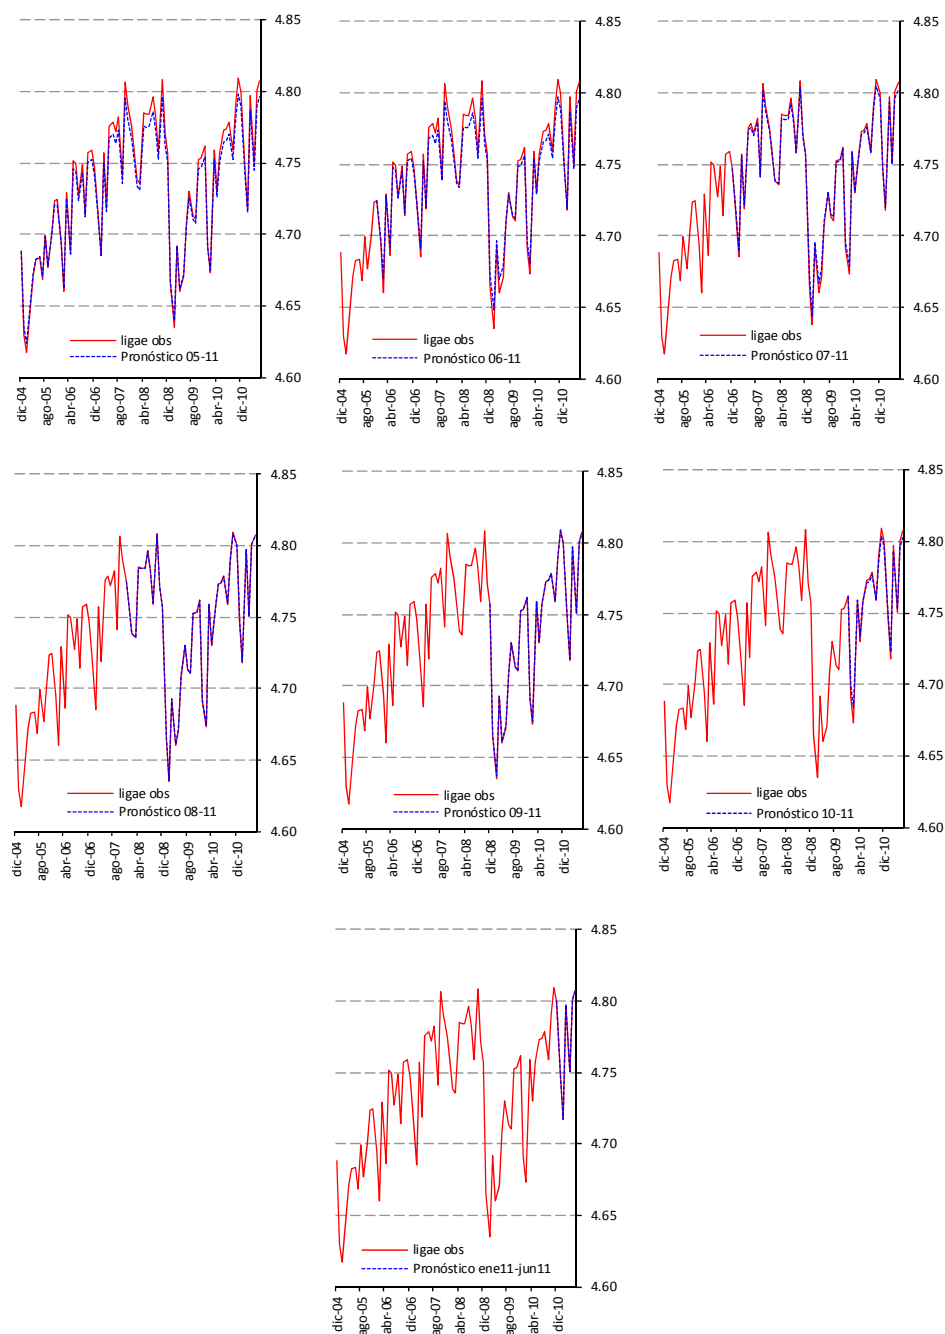 4.85
4.80
4.75
4.70
4.65
4.60
ligae obs
Pronóstico 05-11
dic-04
ago-05
abr-06
dic-06
ago-07
abr-08
dic-08
ago-09
abr-10
dic-10
4.85
4.80
4.75
4.70
4.65
4.60
ligae obs
Pronóstico 06-11
dic-04
ago-05
abr-06
dic-06
ago-07
abr-08
dic-08
ago-09
abr-10
dic-10
4.85
4.80
4.75
4.70
4.65
4.60
ligae obs
Pronóstico 07-11
dic-04
ago-05
abr-06
dic-06
ago-07
abr-08
dic-08
ago-09
abr-10
dic-10
4.85
4.80
4.75
4.70
4.65
4.60
ligae obs
Pronóstico 08-11
dic-04
ago-05
abr-06
dic-06
ago-07
abr-08
dic-08
ago-09
abr-10
dic-10
4.85
4.80
4.75
4.70
4.65
4.60
ligae obs
Pronóstico 09-11
dic-04
ago-05
abr-06
dic-06
ago-07
abr-08
dic-08
ago-09
abr-10
dic-10
4.85
4.80
4.75
4.70
4.65
4.60
ligae obs
Pronóstico 10-11
dic-04
ago-05
abr-06
dic-06
ago-07
abr-08
dic-08
ago-09
abr-10
dic-10
4.85
4.80
4.75
4.70
4.65
4.60
ligae obs
Pronóstico ene11-jun11
dic-04
ago-05
abr-06
dic-06
ago-07
abr-08
dic-08
ago-09
abr-10
dic-10